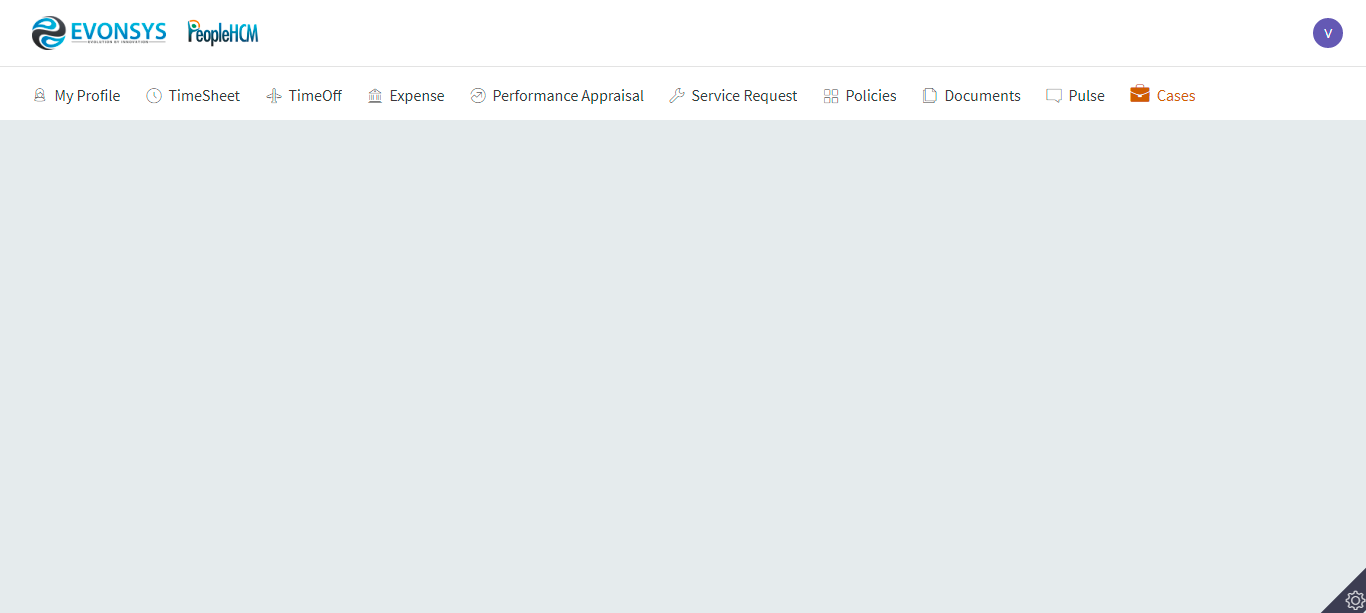 EVONSYS PeopleHCM
EVOLUTION BY INNOVATION
V
My Profile TimeSheet TimeOff Expense Performance Appraisal Service Request Policies Documents Pulse Cases